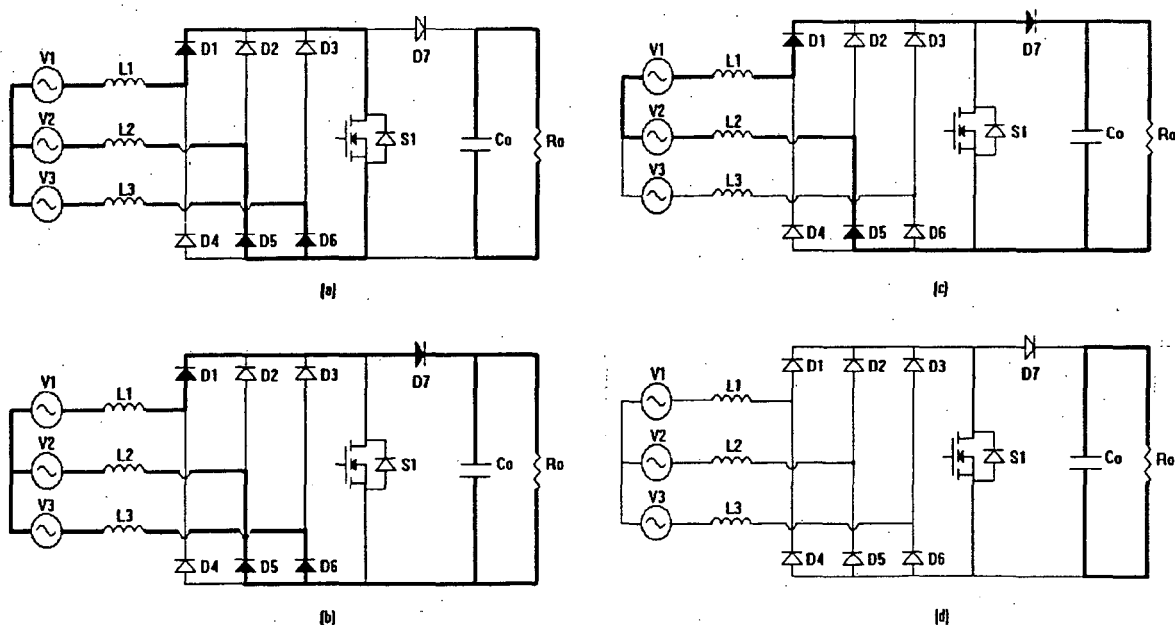 D1 D2 D3
D7
V1 L1
V2 L2
S1
Co Ro
V3 L3
D4 D5 D6
(a)
D1 D2 D3
D7
V1 L1
V2 L2
S1
Co Ro
V3 L3
D4 D5 D6
(c)
D1 D2 D3
D7
V1 L1
V2 L2
S1
Co Ro
V3 L3
D4 D5 D6
(b)
D1 D2 D3
D7
V1 L1
V2 L2
S1
Co Ro
V3 L3
D4 D5 D6
(d)